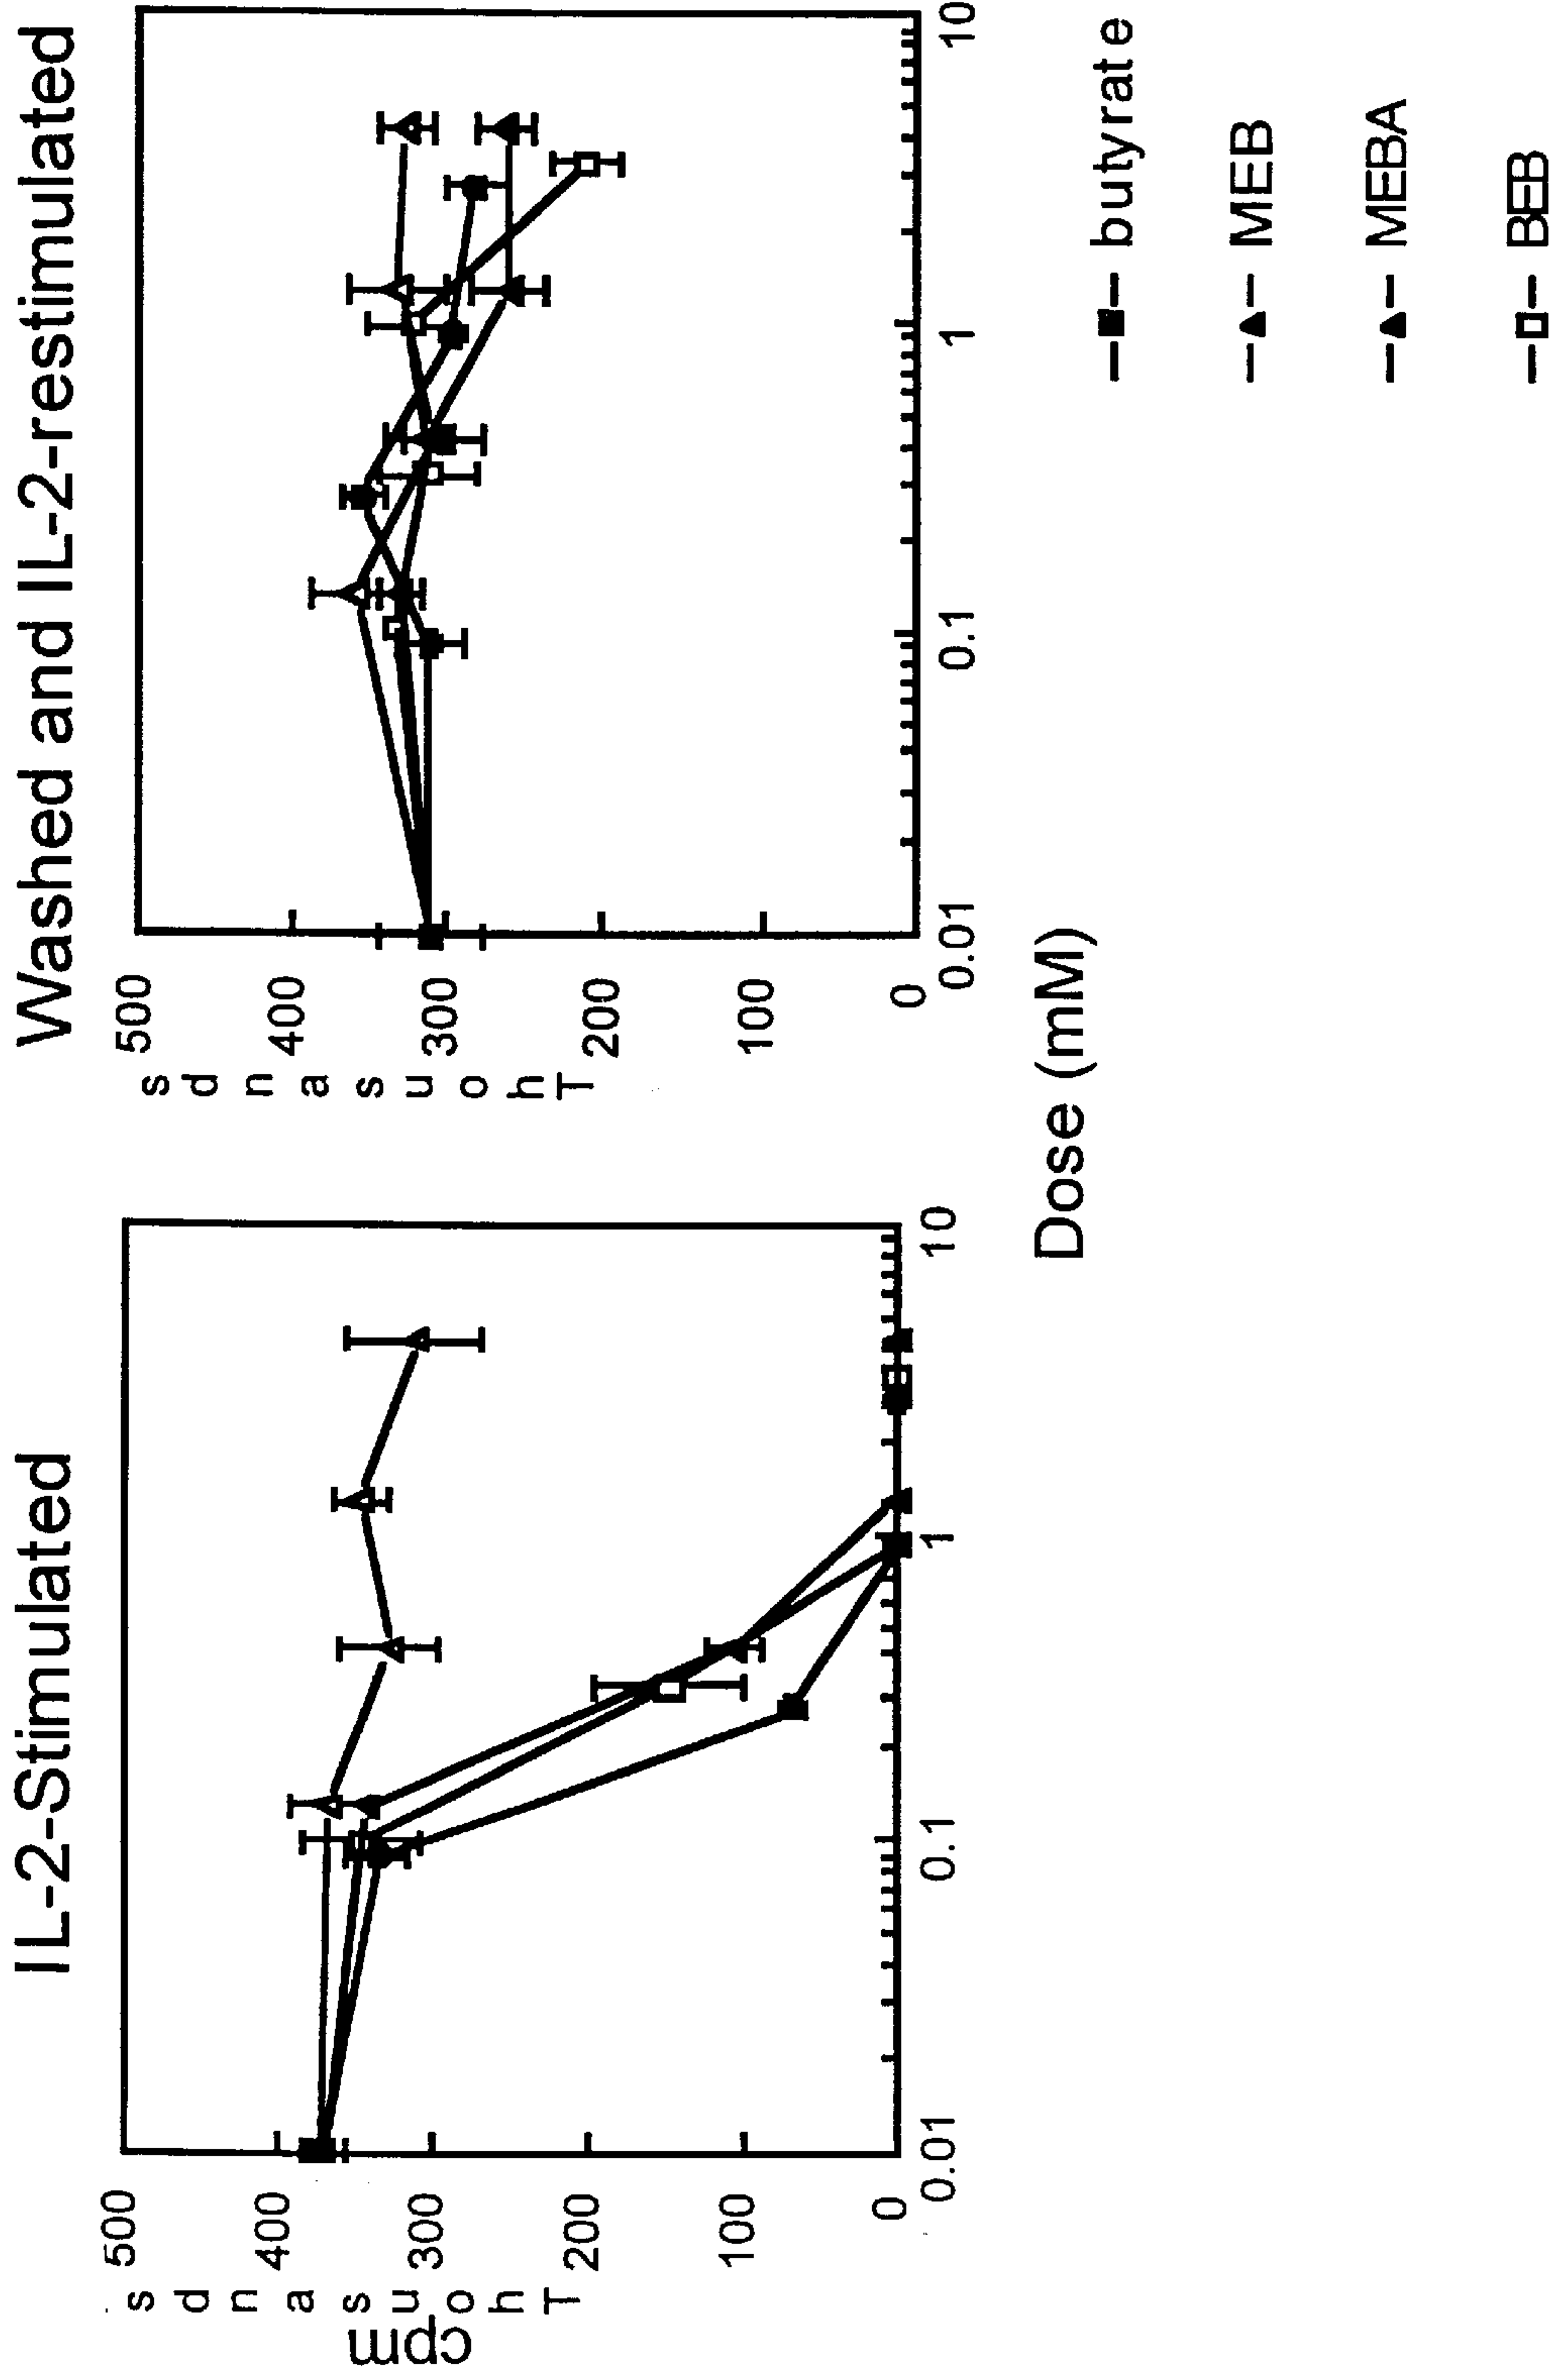 IL-2-Stimulated
cpm
Thousands
500
400
300
200
100
0
0.01
0.1
1
10
Washed and IL-2-restimulated
Thousands
500
400
300
200
100
0
0.01
0.1
1
10
Dose (mM)
butyrate
MEB
MEBA
BEB